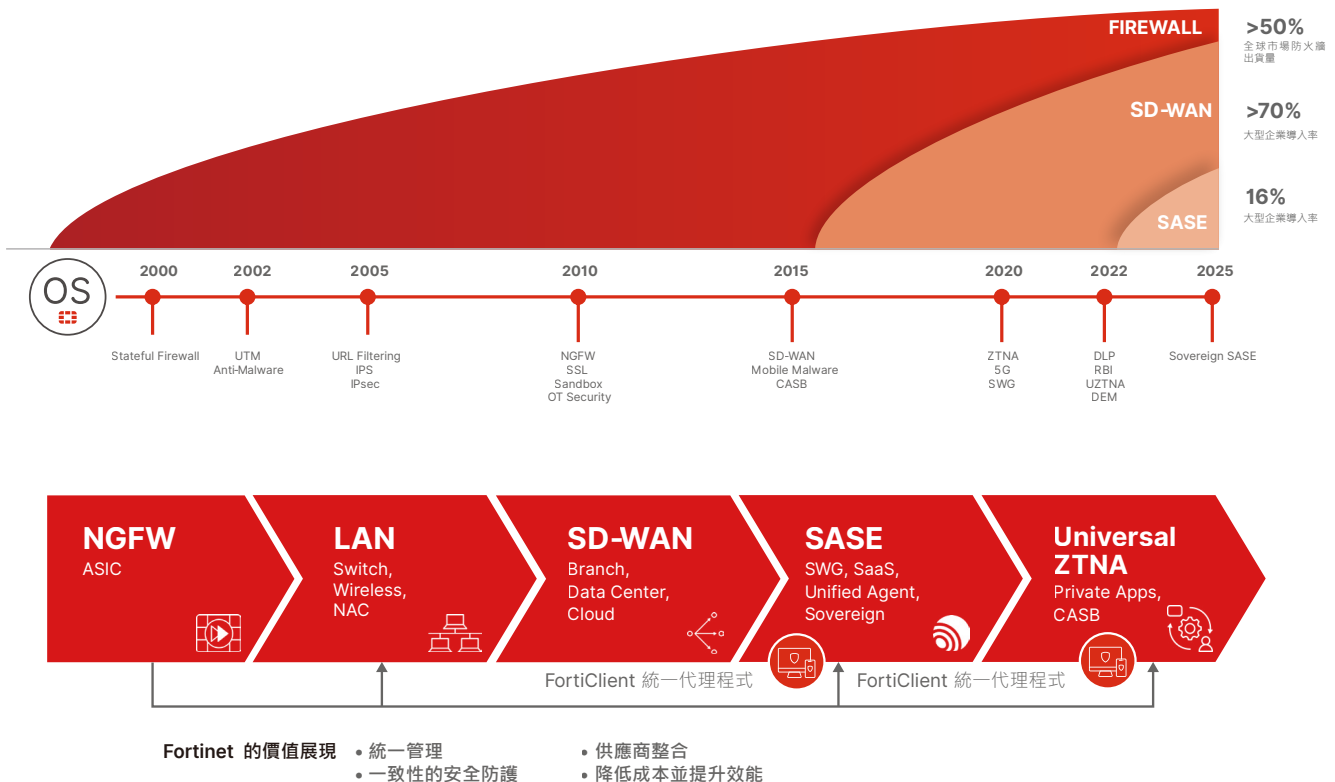 FIREWALL
>50%
全球市場防火牆
出貨量
SD-WAN
>70%
大型企業導入率
16%
大型企業導入率
SASE
OS
2000
2002
2005
2010
2015
2020
2022
2025
Stateful Firewall
UTM
Anti-Malware
URL Filtering
IPS
IPsec
NGFW
SSL
Sandbox
OT Security
SD-WAN
Mobile Malware
CASB
ZTNA
5G
SWG
DLP
RBI
UZTNA
DEM
Sovereign SASE
NGFW
ASIC
LAN
Switch,
Wireless,
NAC
SD-WAN
Branch,
Data Center,
Cloud
SASE
SWG, SaaS,
Unified Agent,
Sovereign
Universal
ZTNA
Private Apps,
CASB
FortiClient 統一代理程式
FortiClient 統一代理程式
Fortinet 的價值展現
• 統一管理
• 一致性的安全防護
• 供應商整合
• 降低成本並提升效能